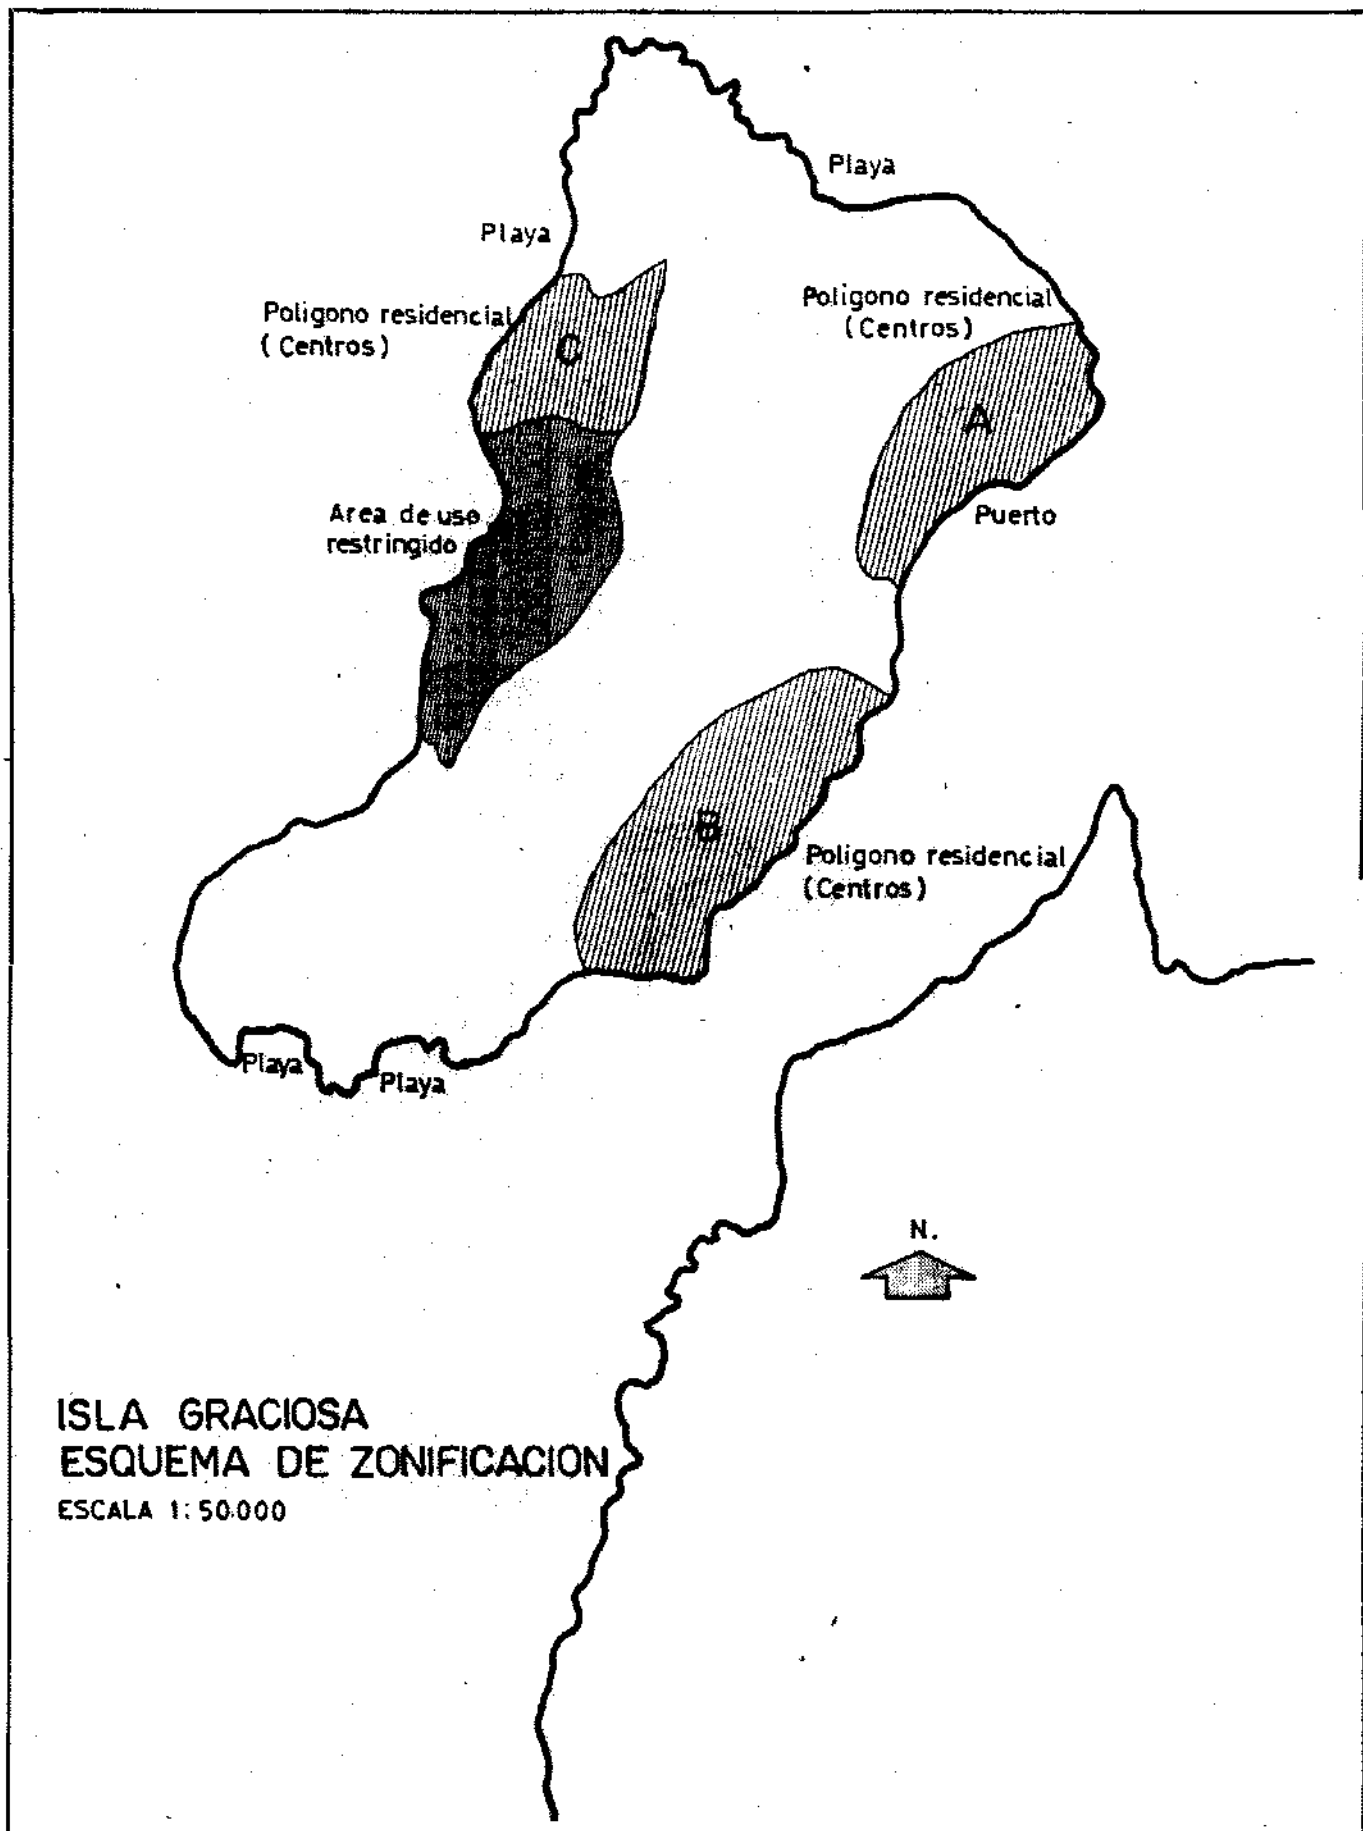 Playa
Playa
Poligono residencial
(Centros)
Poligono residencial
(Centros)
C
A
Area de uso
restringido
Puerto
B
Poligono residencial
(Centros)
Playa
Playa
N.
ISLA GRACIOSA
ESQUEMA DE ZONIFICACION
ESCALA 1:50.000